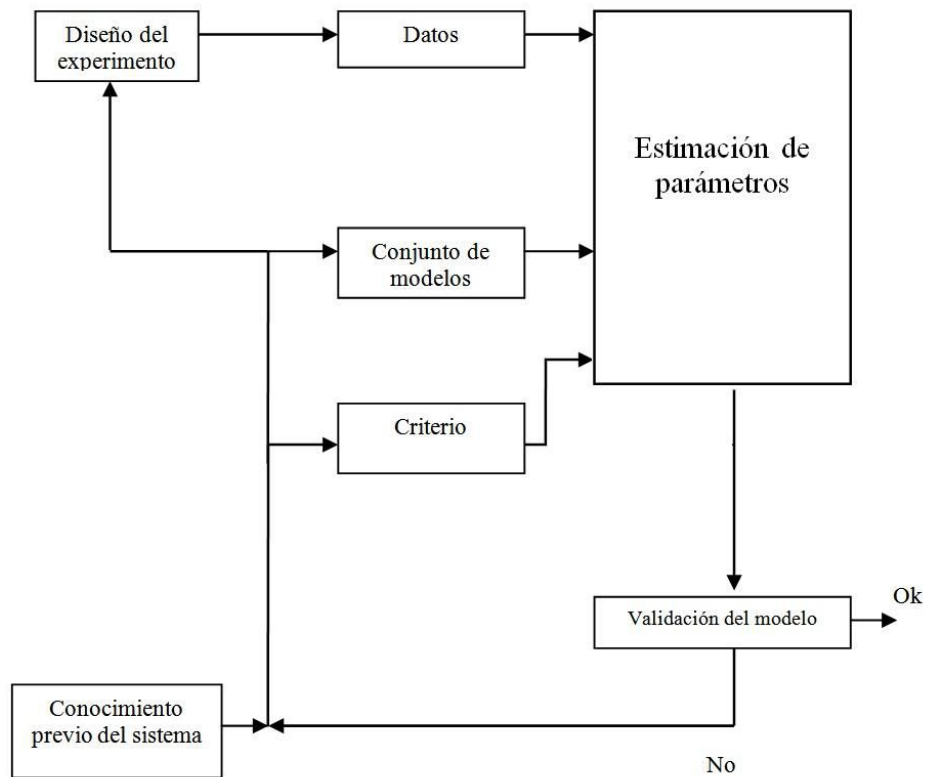 Diseño del
experimento
Datos
Estimación de
parámetros
Conjunto de
modelos
Criterio
Validación del modelo
Ok
Conocimiento
previo del sistema
No